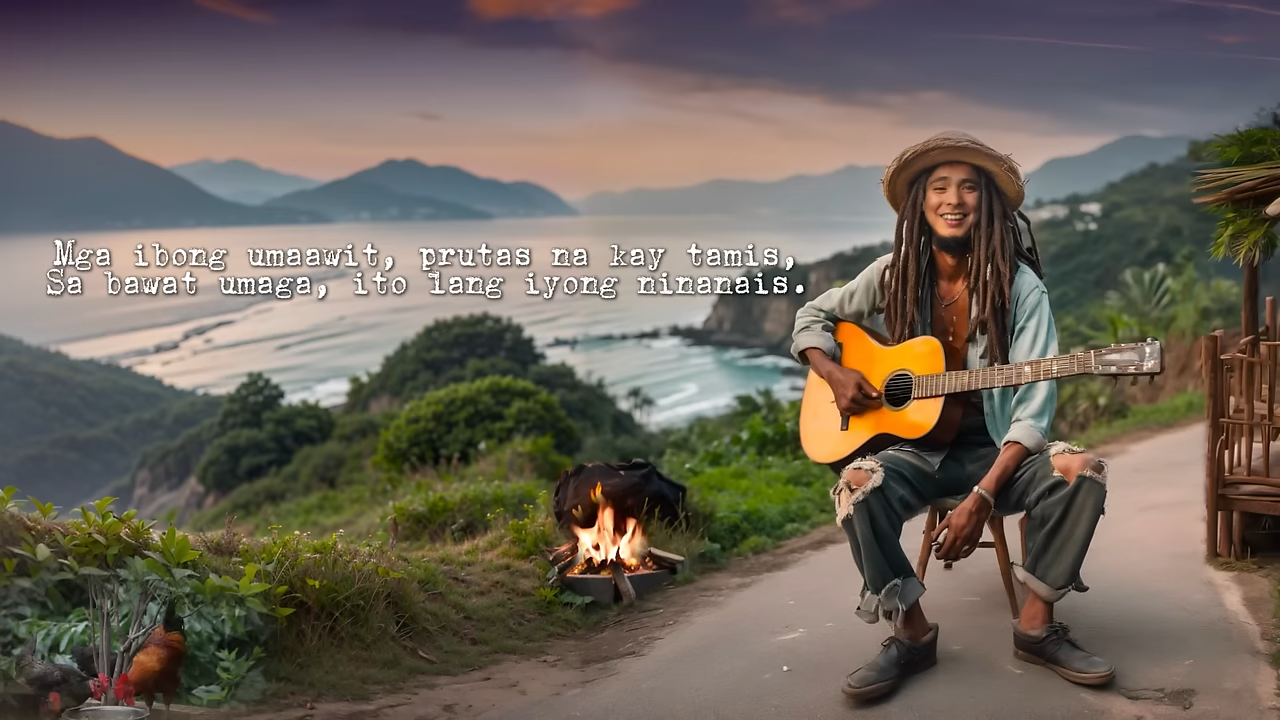 Mga ibong umaawit, prutas na kay tamis,
Sa bawat umaga, ito lang iyong ninanais.